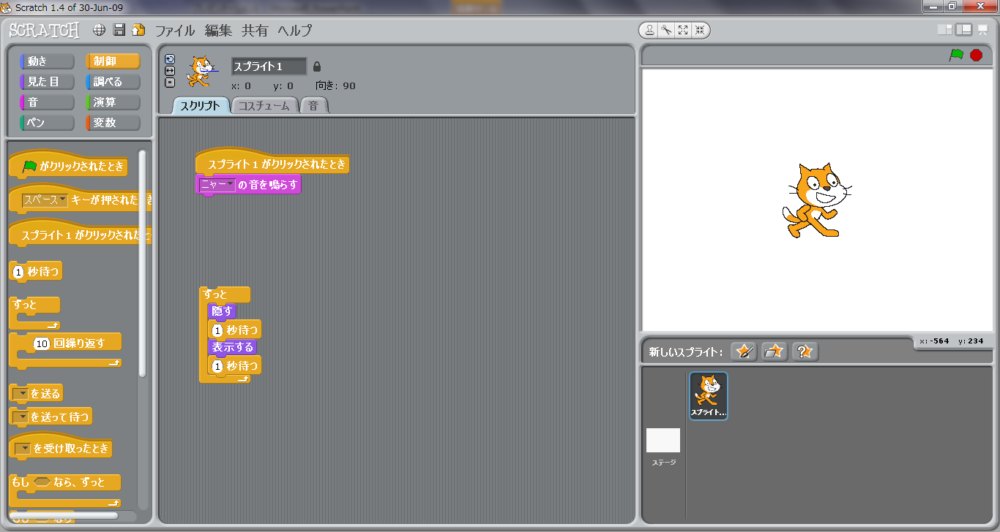 Scratch 1.4 of 30-Jun-09
SCRATCH ファイル 編集 共有 ヘルプ
動き 制御
見た目 調べる
音 演算
ペン 変数
スプライト1
x: 0 y: 0 向き: 90
スクリプト コスチューム 音
がクリックされたとき
スペース キーが押されたとき
スプライト1 がクリックされたとき
1 秒待つ
ずっと
10 回繰り返す
を送る
を送って待つ
を受け取ったとき
もし なら、ずっと
もし なら
スプライト1 がクリックされたとき
ニャー の音を鳴らす
ずっと
隠す
1 秒待つ
表示する
1 秒待つ
x: -564 y: 234
新しいスプライト:
スプライト...
ステージ